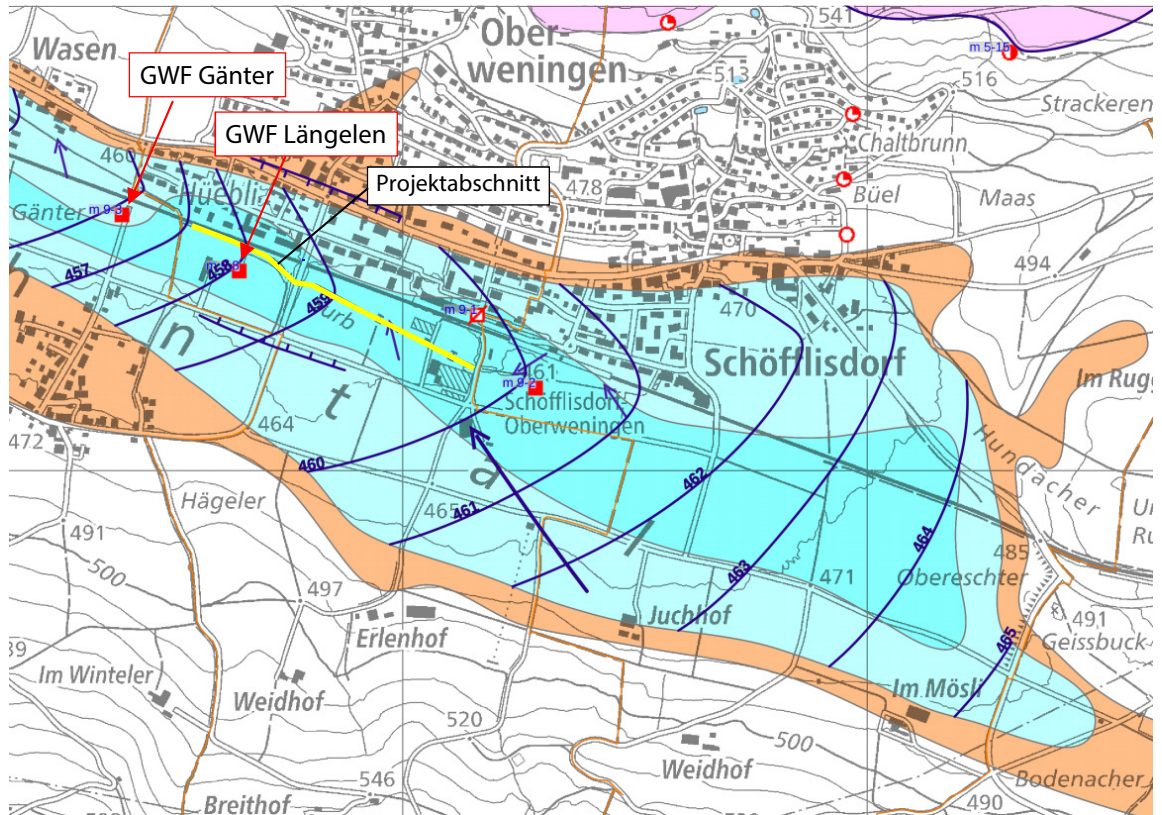 541
m 5-15
Ober-
weningen
Wasen
516
513
Strackeren
GWF Gänter
GWF Längelen
Chaltbrunn
460
Projektabschnitt
478
Büel
Maas
Hüebli
Gänter
m 9-3
494
457
458
459
470
m 9-1
Schöfflisdorf
Im Rugg
461
m 9-2
Schöfflisdorf-
Oberweningen
n
t
a
l
464
472
Hundacher
460
462
Hägeler
465
461
464
491
485
Obereschter
500
463
471
497
Juchhof
491
Geissbuck
Erlenhof
465
Im Winteler
Weidhof
Im Mösli
520
Weidhof
500
Bodenacher
546
490
Breithof